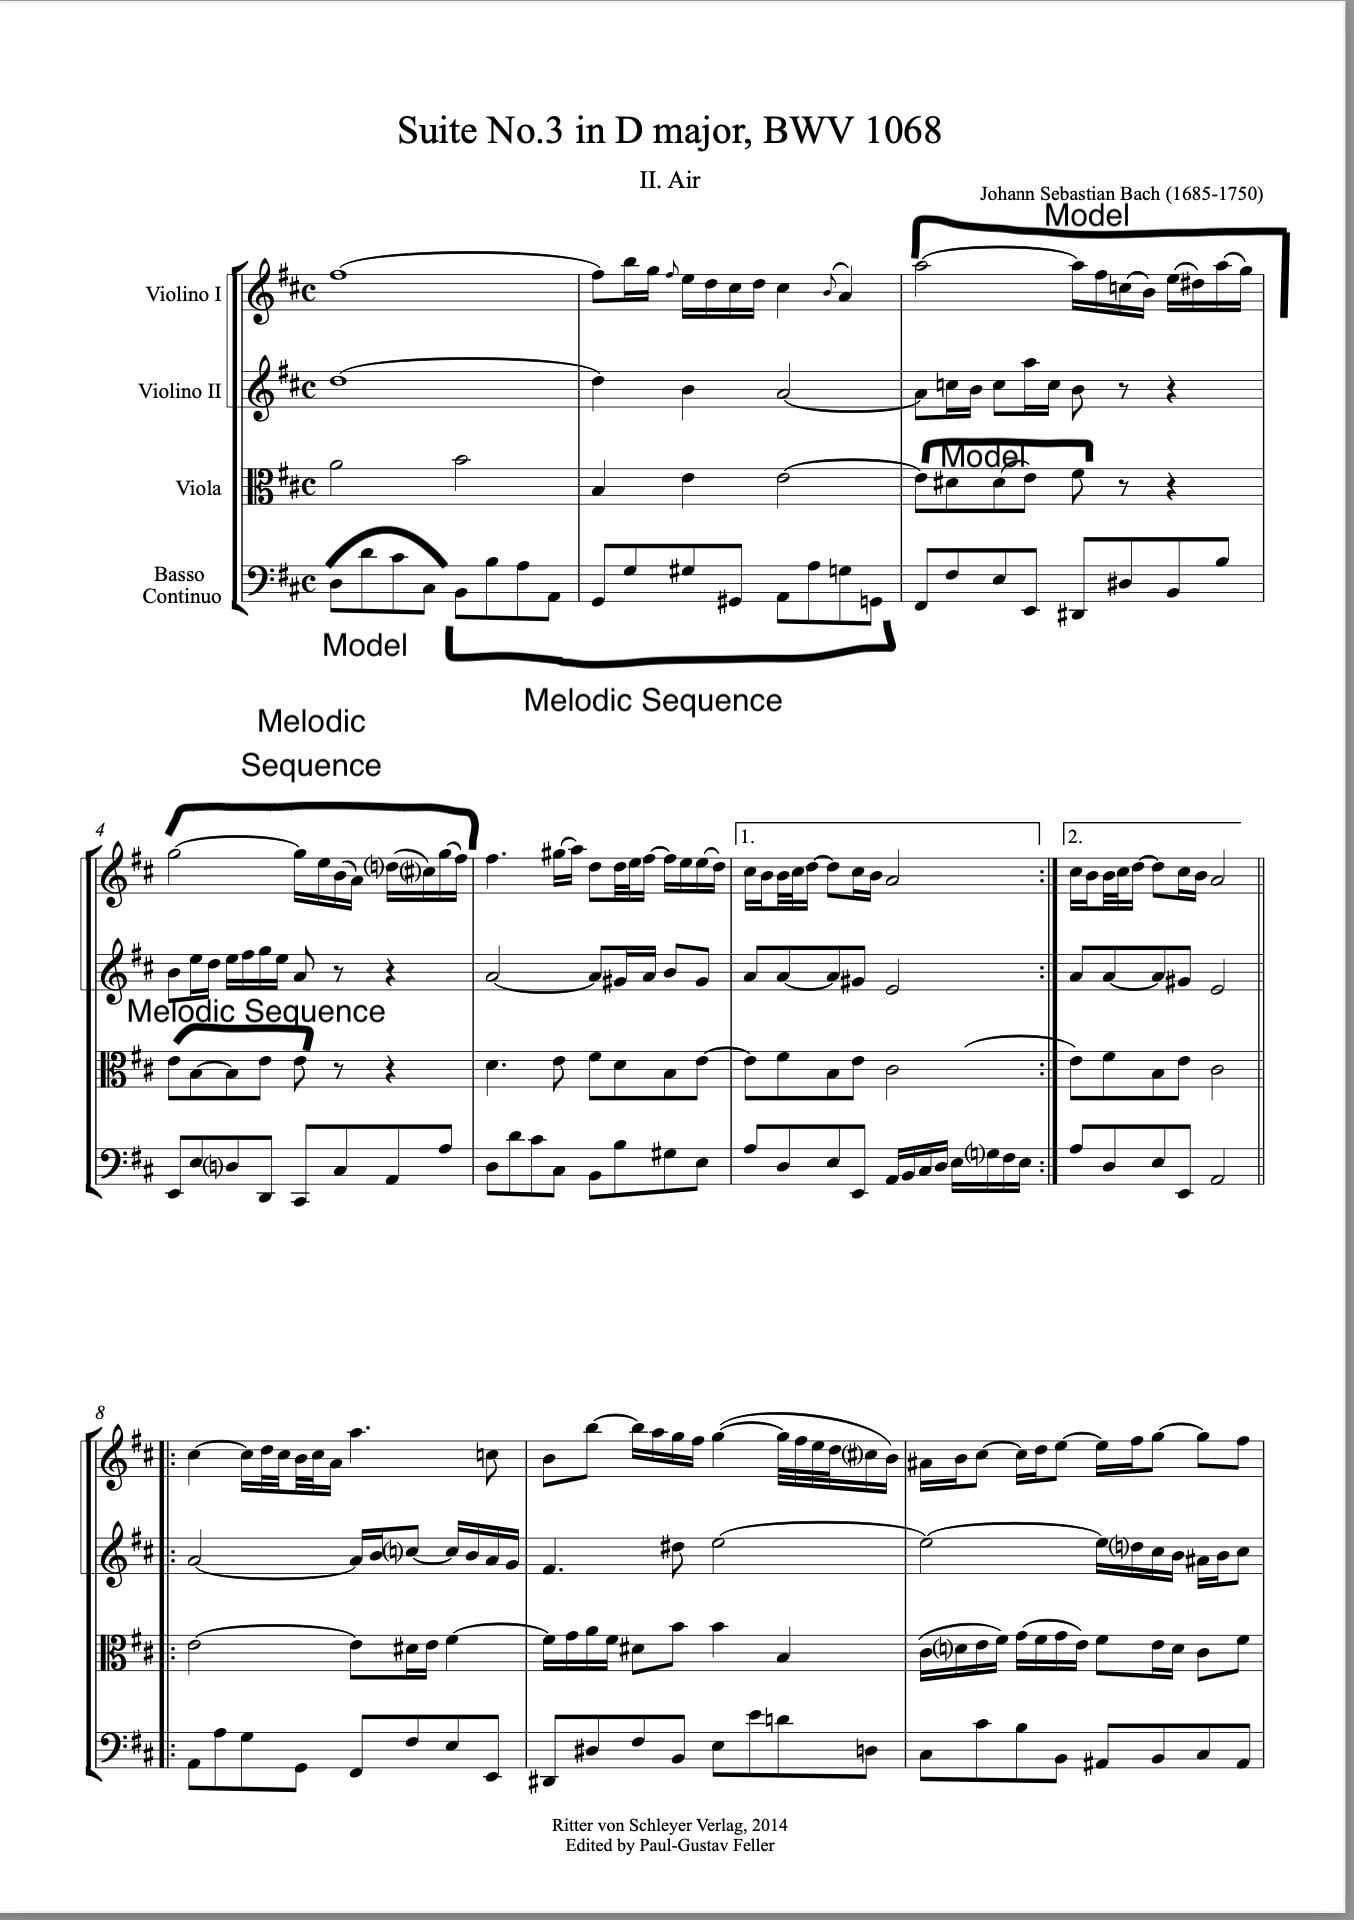 Suite No.3 in D major, BWV 1068
II. Air
Johann Sebastian Bach (1685-1750)
Model
Violino I
Violino II
Viola
Model
Basso
Continuo
Model
Melodic Sequence
Melodic
Sequence
4
1.
2.
Melodic Sequence
8
Ritter von Schleyer Verlag, 2014
Edited by Paul-Gustav Feller